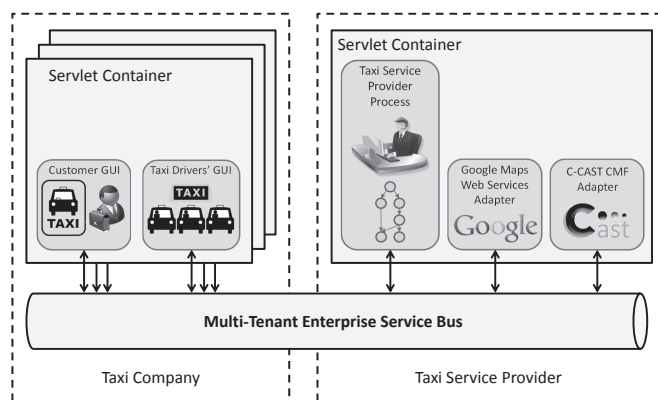 Servlet Container
Customer GUI
TAXI
Taxi Drivers' GUI
TAXI
Servlet Container
Taxi Service
Provider
Process
Google Maps
Web Services
Adapter
Google
C-CAST CMF
Adapter
Cast
Multi-Tenant Enterprise Service Bus
Taxi Company
Taxi Service Provider